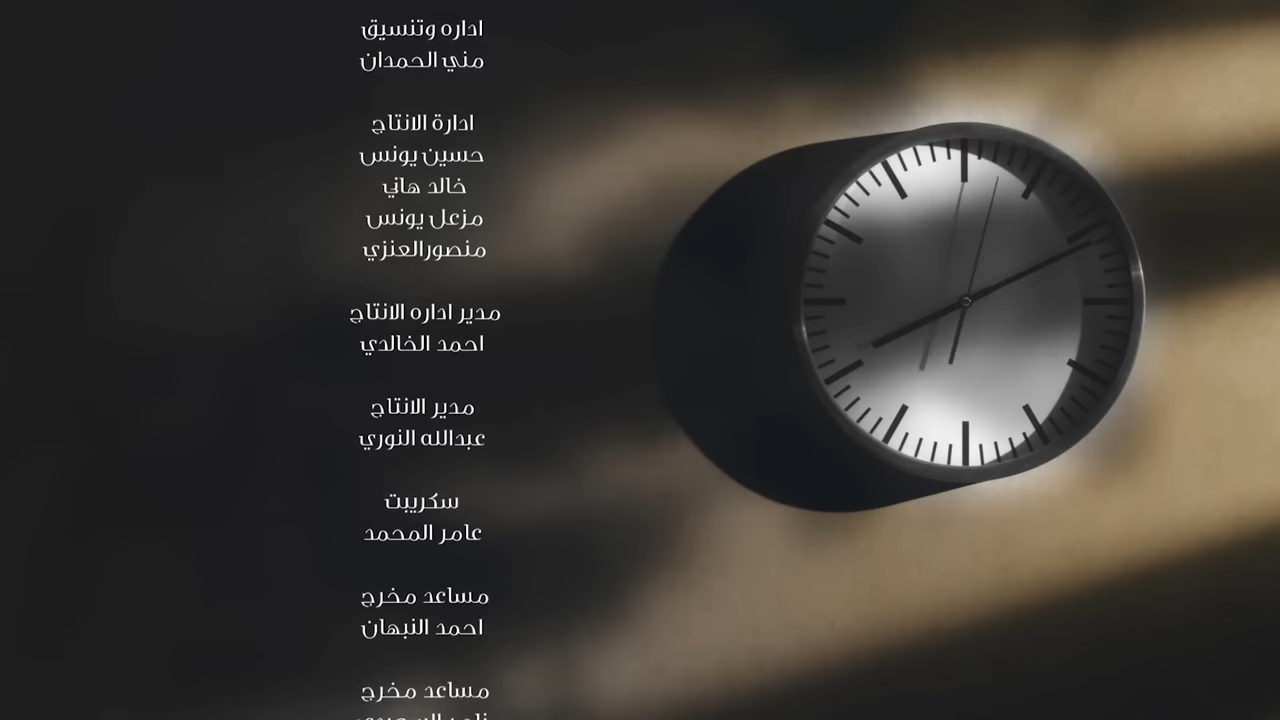 اداره وتنسيق
مني الحمدان
ادارة الانتاج
حسين يونس
خالد هاني
مزعل يونس
منصورالعنزي
مدير اداره الانتاج
احمد الخالدي
مدير الانتاج
عبدالله النوري
سكريبت
عامر المحمد
مساعد مخرج
احمد النبهان
مساعد مخرج